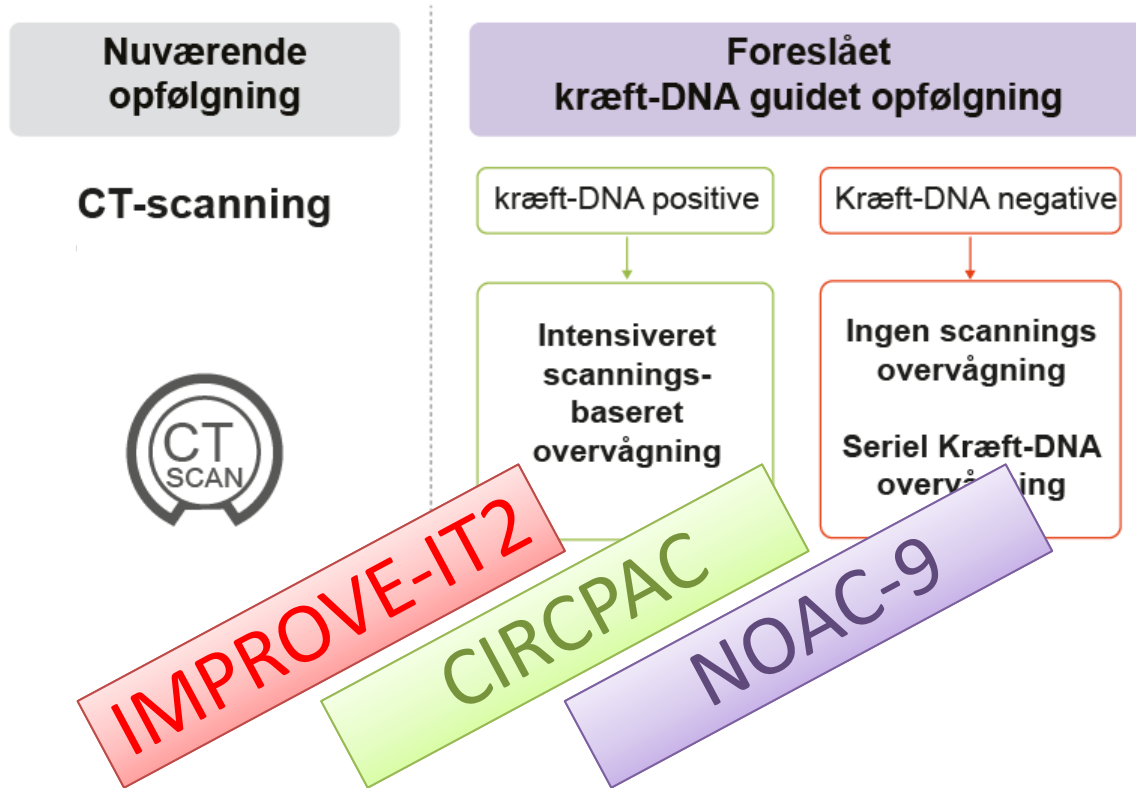 Nuværende
opfølgning
Foreslået
kræft-DNA guidet opfølgning
CT-scanning
CT
SCAN
kræft-DNA positive
Intensiveret
scannings-
baseret
overvågning
Kræft-DNA negative
Ingen scannings
overvågning
Seriel Kræft-DNA
overvågning
IMPROVE-IT2
CIRCPAC
NOAC-9